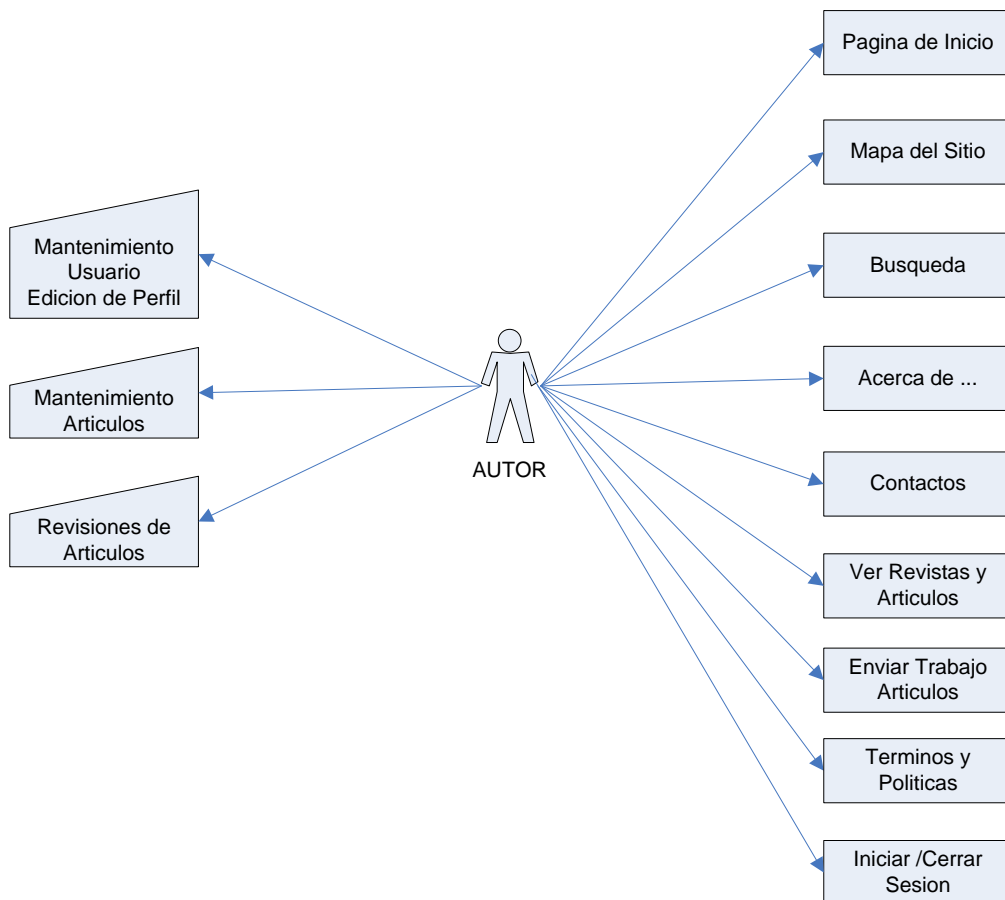 Pagina de Inicio
Mapa del Sitio
Busqueda
Acerca de ...
Contactos
Ver Revistas y
Articulos
Enviar Trabajo
Articulos
Terminos y
Politicas
Iniciar /Cerrar
Sesion
AUTOR
Mantenimiento
Usuario
Edicion de Perfil
Mantenimiento
Articulos
Revisiones de
Articulos